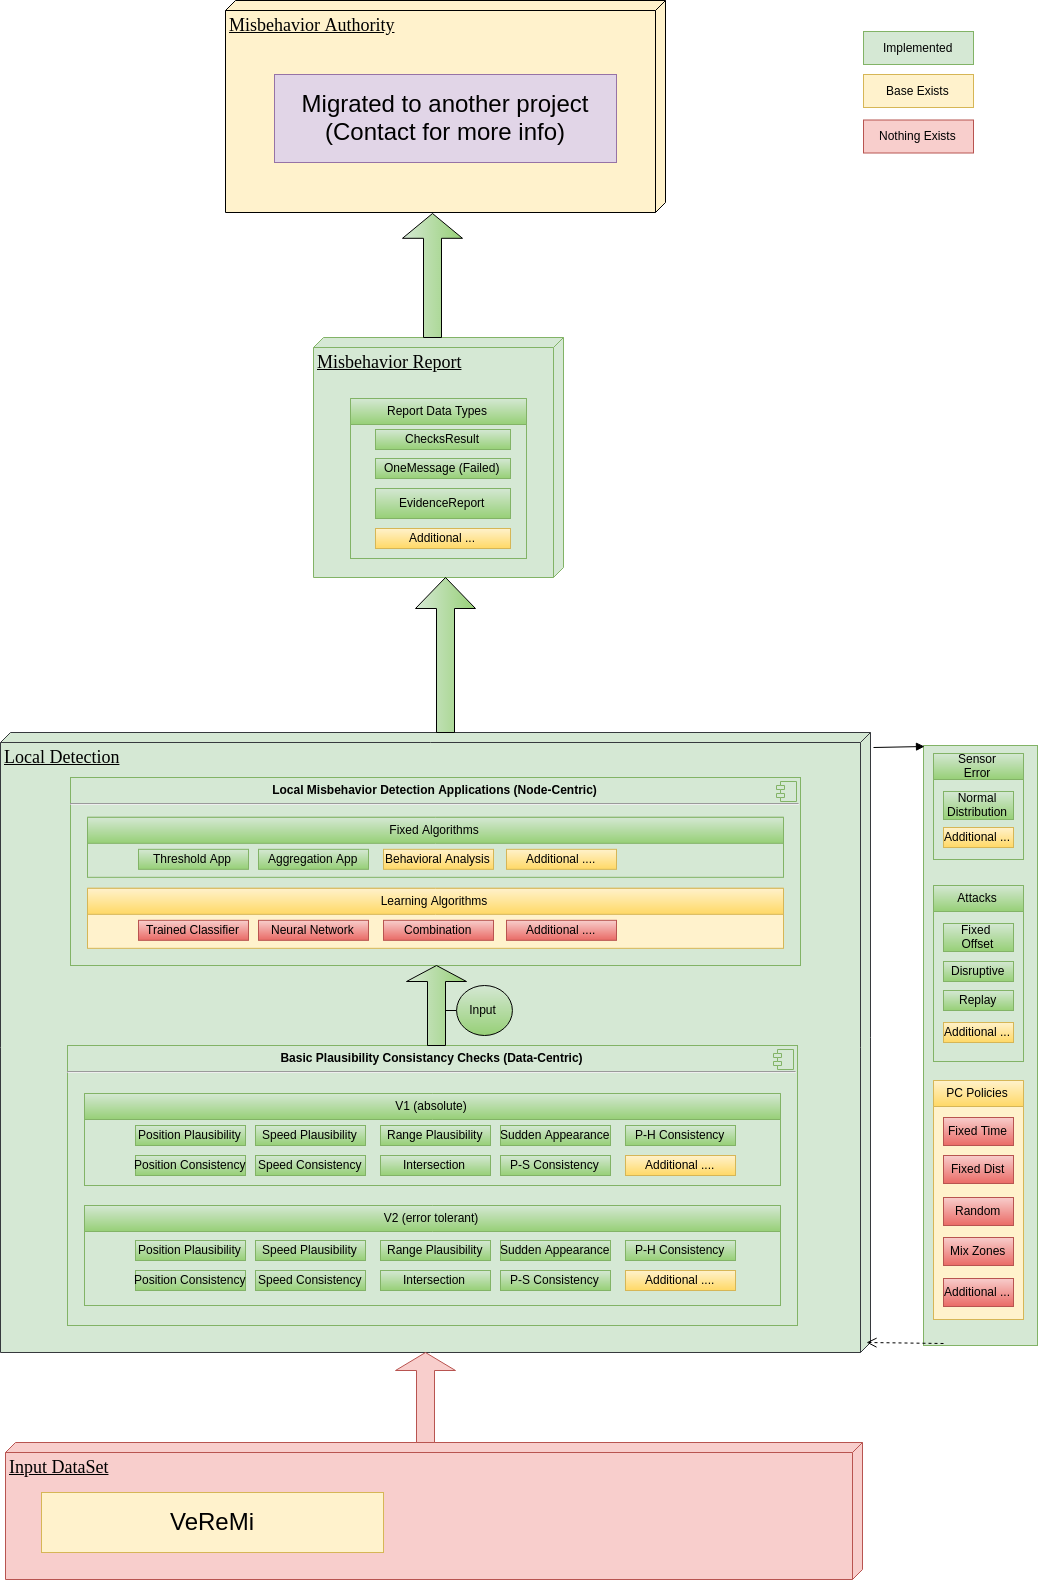 Misbehavior Authority
Migrated to another project
(Contact for more info)
Implemented
Base Exists
Nothing Exists
Misbehavior Report
Report Data Types
ChecksResult
OneMessage (Failed)
EvidenceReport
Additional ...
Local Detection
Local Misbehavior Detection Applications (Node-Centric)
Fixed Algorithms
Threshold App
Aggregation App
Behavioral Analysis
Additional ....
Learning Algorithms
Trained Classifier
Neural Network
Combination
Additional ....
Input
Basic Plausibility Consistancy Checks (Data-Centric)
V1 (absolute)
Position Plausibility
Speed Plausibility
Range Plausibility
Sudden Appearance
P-H Consistency
Position Consistency
Speed Consistency
Intersection
P-S Consistency
Additional ....
V2 (error tolerant)
Position Plausibility
Speed Plausibility
Range Plausibility
Sudden Appearance
P-H Consistency
Position Consistency
Speed Consistency
Intersection
P-S Consistency
Additional ....
Sensor
Error
Normal
Distribution
Additional ...
Attacks
Fixed
Offset
Disruptive
Replay
Additional ...
PC Policies
Fixed Time
Fixed Dist
Random
Mix Zones
Additional ...
Input DataSet
VeReMi